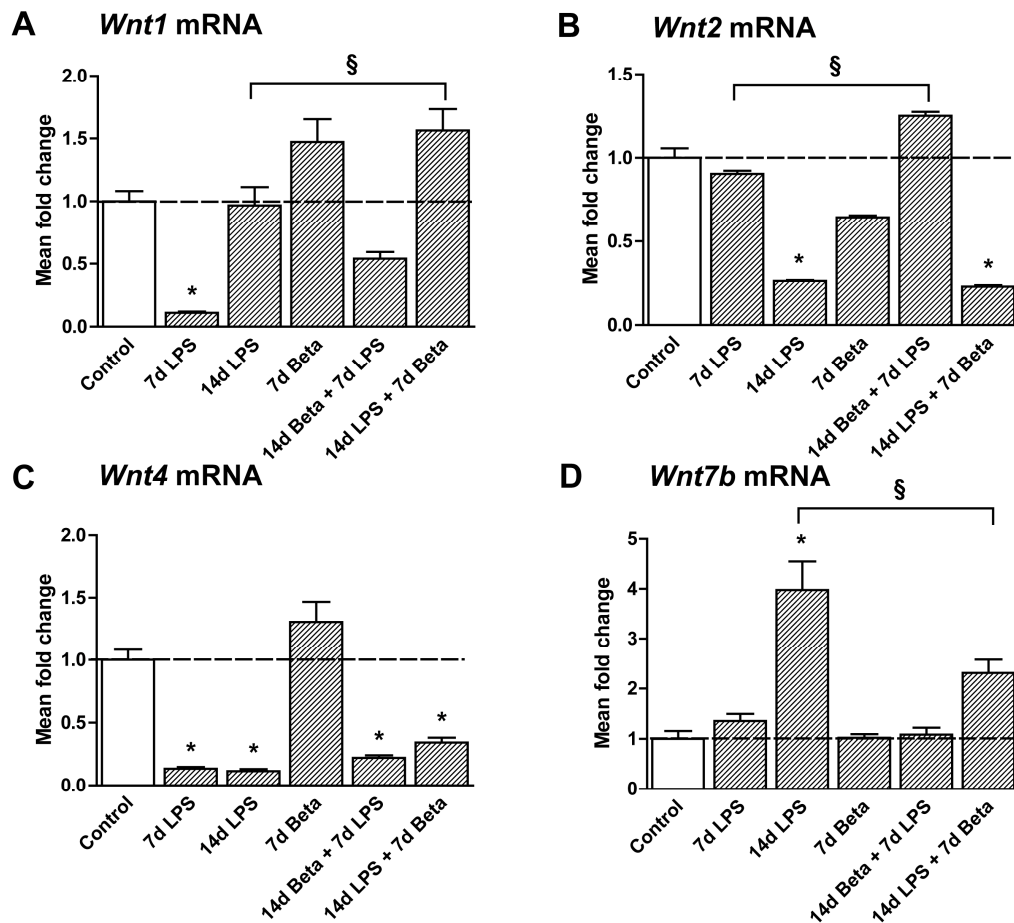 A
Wnt1 mRNA
§
Mean fold change
2.0
1.5
1.0
0.5
0.0
*
Control
7d LPS
14d LPS
7d Beta
14d Beta + 7d LPS
14d LPS + 7d Beta
B
Wnt2 mRNA
§
Mean fold change
1.5
1.0
0.5
0.0
*
*
Control
7d LPS
14d LPS
7d Beta
14d Beta + 7d LPS
14d LPS + 7d Beta
C
Wnt4 mRNA
Mean fold change
2.0
1.5
1.0
0.5
0.0
*
*
*
*
Control
7d LPS
14d LPS
7d Beta
14d Beta + 7d LPS
14d LPS + 7d Beta
D
Wnt7b mRNA
§
Mean fold change
5
4
3
2
1
0
*
Control
7d LPS
14d LPS
7d Beta
14d Beta + 7d LPS
14d LPS + 7d Beta